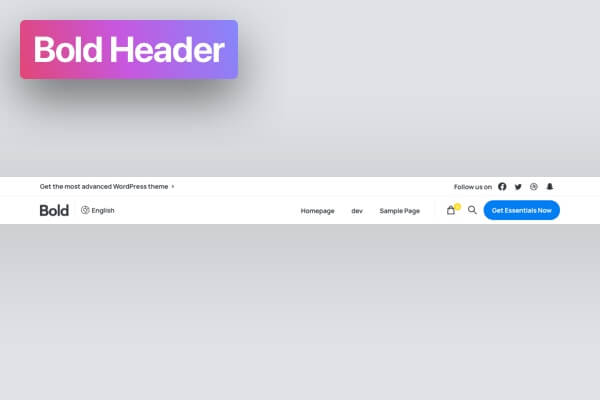 Bold Header
Get the most advanced WordPress theme
Follow us on
Bold
English
Homepage
dev
Sample Page
Get Essentials Now